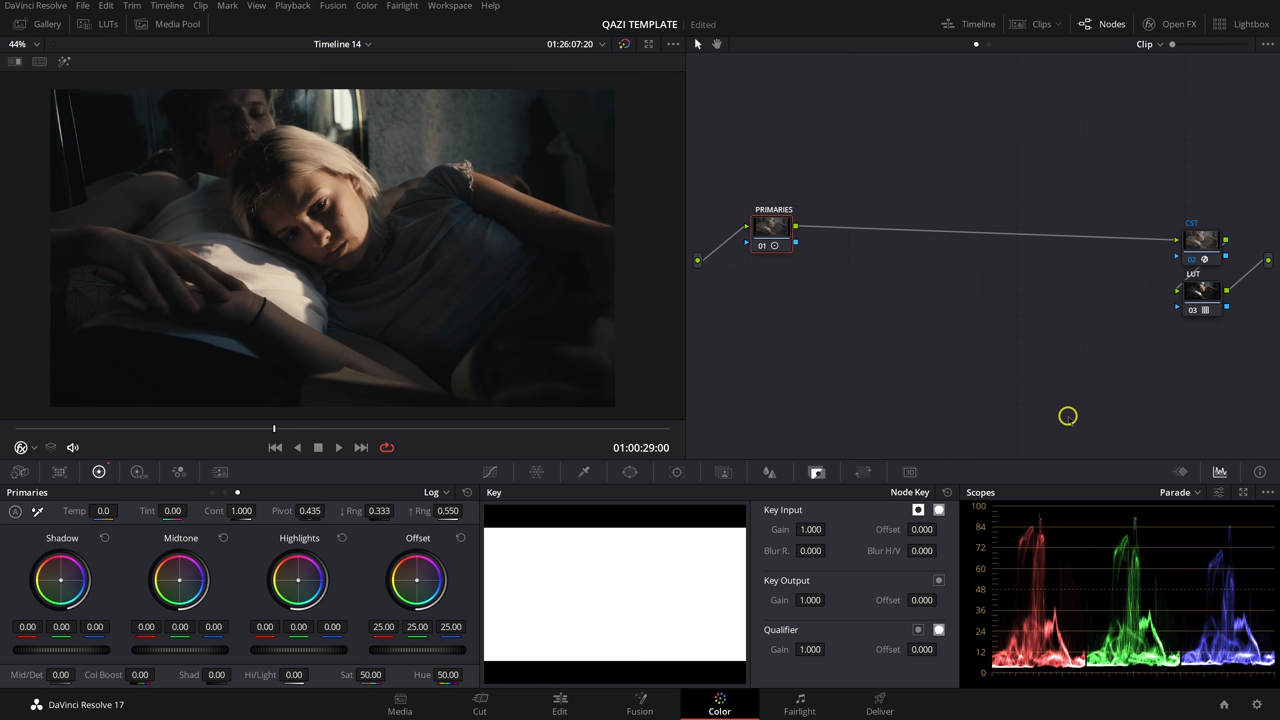 DaVinci Resolve File Edit Trim Timeline Clip Mark View Playback Fusion Color Fairlight Workspace Help
Gallery LUTs Media Pool QAZI TEMPLATE Edited Timeline Clips Nodes Open FX Lightbox
44% Timeline 14 01:26:07:20 Clip
PRIMARIES
01
CST
02
LUT
03
01:00:29:00
Primaries Log Key Node Key Scopes Parade
A Temp 0.0 Tint 0.00 Cont 1.000 Pivot 0.435 ↓ Rng 0.333 ↑ Rng 0.550
Shadow Midtone Highlights Offset
0.00 0.00 0.00 0.00 0.00 0.00 0.00 0.00 0.00 25.00 25.00 25.00
Mid/Det 0.00 Col Boost 0.00 Shad 0.00 Hi/Light 0.00 Sat 50.00 Hue 50.00
Key Input
Gain 1.000 Offset 0.000
Blur R. 0.000 Blur H/V 0.000
Key Output
Gain 1.000 Offset 0.000
Qualifier
Gain 1.000 Offset 0.000
100
84
72
60
48
36
24
12
0
DaVinci Resolve 17 Media Cut Edit Fusion Color Fairlight Deliver